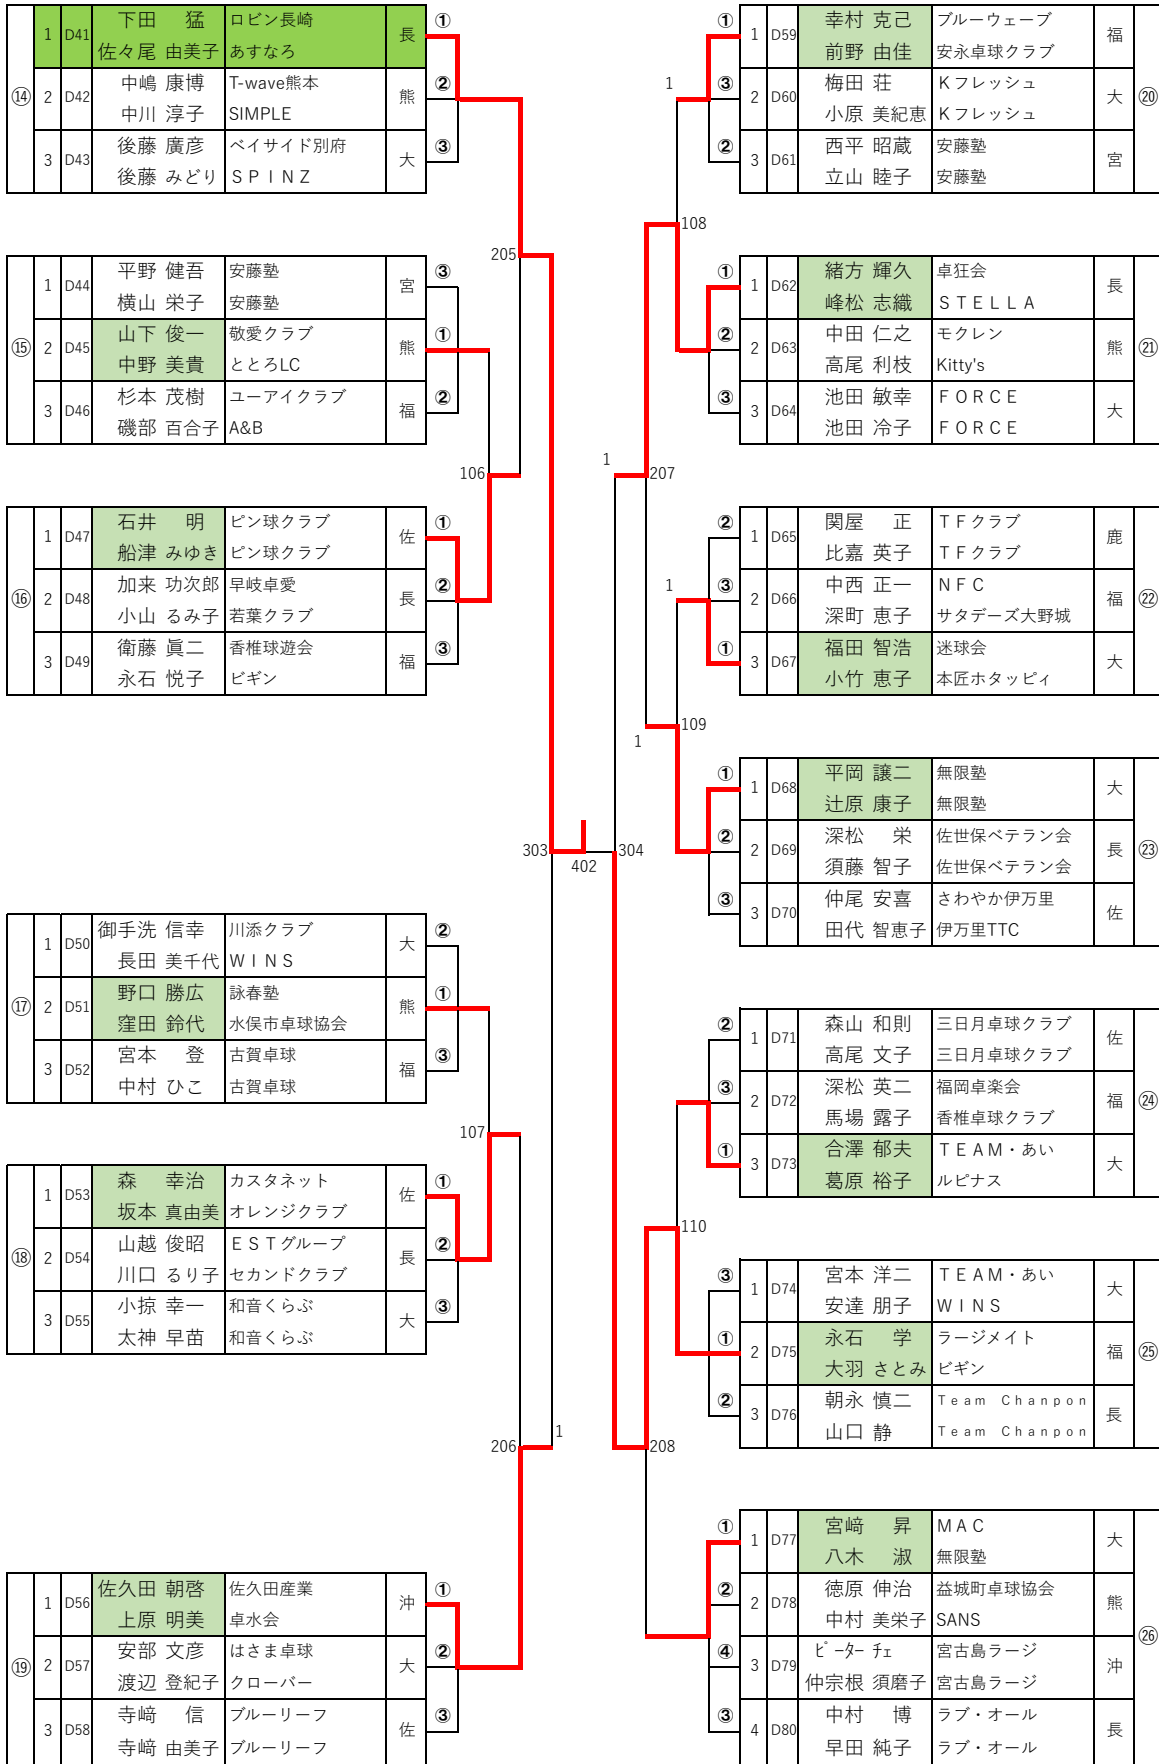 ⑭
1 D41 下田 猛 ロビン長崎 長 ①
佐々尾 由美子 あすなろ
2 D42 中嶋 康博 T-wave熊本 熊 ②
中川 淳子 SIMPLE
3 D43 後藤 廣彦 ベイサイド別府 大 ③
後藤 みどり ＳＰＩＮＺ
205
⑮
1 D44 平野 健吾 安藤塾 宮 ③
横山 栄子 安藤塾
2 D45 山下 俊一 敬愛クラブ 熊 ①
中野 美貴 ととろLC
3 D46 杉本 茂樹 ユーアイクラブ 福 ②
磯部 百合子 A&B
106
⑯
1 D47 石井 明 ピン球クラブ 佐 ①
船津 みゆき ピン球クラブ
2 D48 加来 功次郎 早岐卓愛 長 ②
小山 るみ子 若葉クラブ
3 D49 衛藤 眞二 香椎球遊会 福 ③
永石 悦子 ビギン
303
402
304
⑰
1 D50 御手洗 信幸 川添クラブ 大 ②
長田 美千代 ＷＩＮＳ
2 D51 野口 勝広 詠春塾 熊 ①
窪田 鈴代 水俣市卓球協会
3 D52 宮本 登 古賀卓球 福 ③
中村 ひこ 古賀卓球
107
⑱
1 D53 森 幸治 カスタネット 佐 ①
坂本 真由美 オレンジクラブ
2 D54 山越 俊昭 ＥＳＴグループ 長 ②
川口 るり子 セカンドクラブ
3 D55 小掠 幸一 和音くらぶ 大 ③
太神 早苗 和音くらぶ
206
1
⑲
1 D56 佐久田 朝啓 佐久田産業 沖 ①
上原 明美 卓水会
2 D57 安部 文彦 はさま卓球 大 ②
渡辺 登紀子 クローバー
3 D58 寺﨑 信 ブルーリーフ 佐 ③
寺﨑 由美子 ブルーリーフ
⑳
① 1 D59 幸村 克己 ブルーウェーブ 福
前野 由佳 安永卓球クラブ
1
③ 2 D60 梅田 荘 Ｋフレッシュ 大
小原 美紀恵 Ｋフレッシュ
② 3 D61 西平 昭蔵 安藤塾 宮
立山 睦子 安藤塾
108
㉑
① 1 D62 緒方 輝久 卓狂会 長
峰松 志織 ＳＴＥＬＬＡ
② 2 D63 中田 仁之 モクレン 熊
高尾 利枝 Kitty's
③ 3 D64 池田 敏幸 ＦＯＲＣＥ 大
池田 冷子 ＦＯＲＣＥ
1
207
㉒
② 1 D65 関屋 正 ＴＦクラブ 鹿
比嘉 英子 ＴＦクラブ
1
③ 2 D66 中西 正一 ＮＦＣ 福
深町 恵子 サタデーズ大野城
① 3 D67 福田 智浩 迷球会 大
小竹 恵子 本匠ホタッピィ
109
1
㉓
① 1 D68 平岡 譲二 無限塾 大
辻原 康子 無限塾
② 2 D69 深松 栄 佐世保ベテラン会 長
須藤 智子 佐世保ベテラン会
③ 3 D70 仲尾 安喜 さわやか伊万里 佐
田代 智恵子 伊万里TTC
㉔
② 1 D71 森山 和則 三日月卓球クラブ 佐
高尾 文子 三日月卓球クラブ
③ 2 D72 深松 英二 福岡卓楽会 福
馬場 露子 香椎卓球クラブ
① 3 D73 合澤 郁夫 ＴＥＡＭ・あい 大
葛原 裕子 ルピナス
110
㉕
③ 1 D74 宮本 洋二 ＴＥＡＭ・あい 大
安達 朋子 ＷＩＮＳ
① 2 D75 永石 学 ラージメイト 福
大羽 さとみ ビギン
② 3 D76 朝永 慎二 Ｔｅａｍ Ｃｈａｎｐｏｎ 長
山口 静 Ｔｅａｍ Ｃｈａｎｐｏｎ
208
㉖
① 1 D77 宮﨑 昇 ＭＡＣ 大
八木 淑 無限塾
② 2 D78 徳原 伸治 益城町卓球協会 熊
中村 美栄子 SANS
④ 3 D79 ﾋﾟｰﾀｰ ﾁｪ 宮古島ラージ 沖
仲宗根 須磨子 宮古島ラージ
③ 4 D80 中村 博 ラブ・オール 長
早田 純子 ラブ・オール